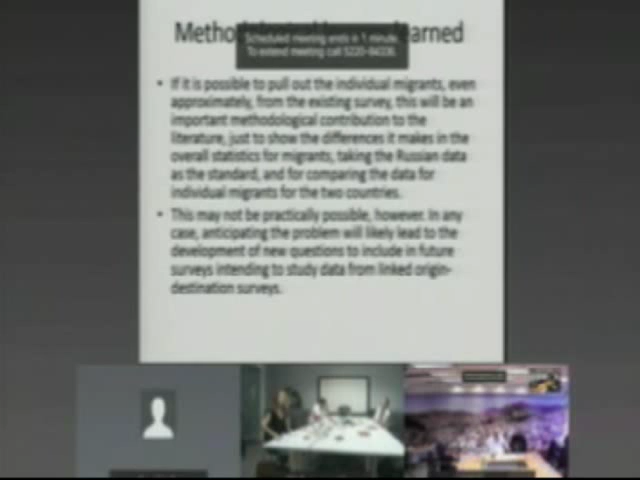 Metho earned
Scheduled meeting ends in 1 minute.
To extend meeting call
• If it is possible to pull out the individual migrants, even
approximately, from the existing survey, this will be an
important methodological contribution to the
literature, just to show the differences it makes in the
overall statistics for migrants, taking the Russian data
as the standard, and for comparing the data for
individual migrants for the two countries.
• This may not be practically possible, however. In any
case, anticipating the problem will likely lead to the
development of new questions to include in future
surveys intending to study data from linked origin-
destination surveys.